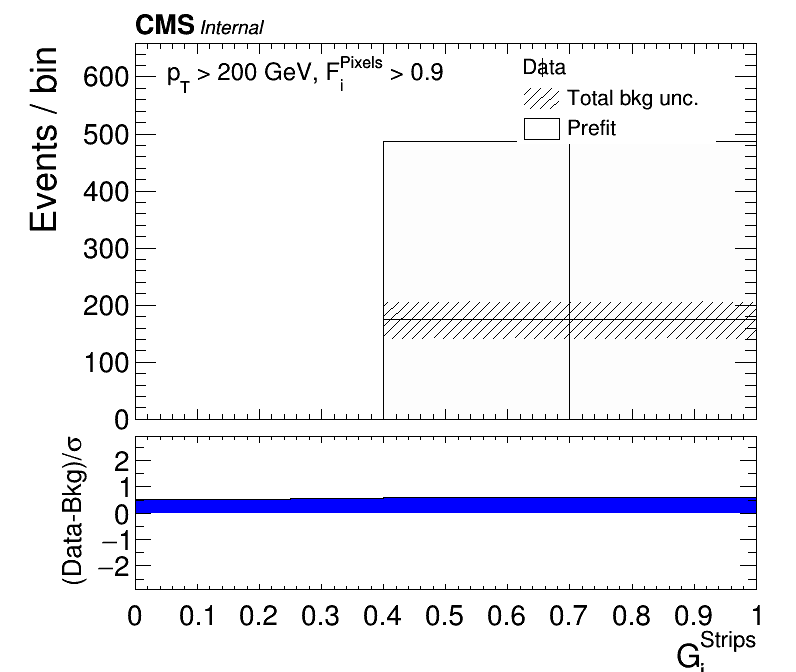 CMS Internal
p_T > 200 GeV, F_i^Pixels > 0.9
Data
Total bkg unc.
Prefit
Events / bin
600
500
400
300
200
100
0
(Data-Bkg)/σ
2
1
0
−1
−2
0 0.1 0.2 0.3 0.4 0.5 0.6 0.7 0.8 0.9 1
G_i^Strips